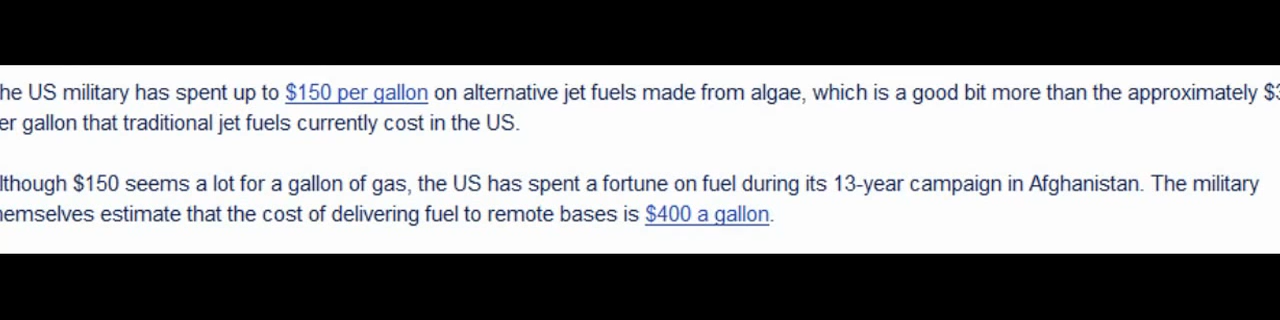 he US military has spent up to $150 per gallon on alternative jet fuels made from algae, which is a good bit more than the approximately $3
er gallon that traditional jet fuels currently cost in the US.
lthough $150 seems a lot for a gallon of gas, the US has spent a fortune on fuel during its 13-year campaign in Afghanistan. The military
hemselves estimate that the cost of delivering fuel to remote bases is $400 a gallon.